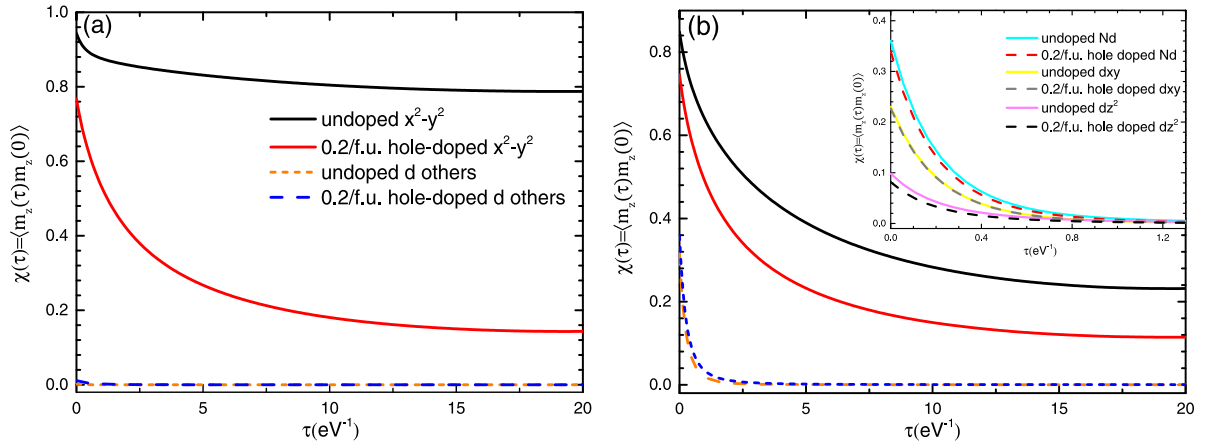 (a)
1.0
0.8
0.6
0.4
0.2
0.0
χ(τ)=⟨m_z(τ)m_z(0)⟩
undoped x²-y²
0.2/f.u. hole-doped x²-y²
undoped d others
0.2/f.u. hole-doped d others
0
5
10
15
20
τ(eV⁻¹)
(b)
0.8
0.6
0.4
0.2
0.0
χ(τ)=⟨m_z(τ)m_z(0)⟩
0
5
10
15
20
τ(eV⁻¹)
0.4
0.3
0.2
0.1
0.0
χ(τ)=⟨m_z(τ)m_z(0)⟩
undoped Nd
0.2/f.u. hole doped Nd
undoped dxy
0.2/f.u. hole doped dxy
undoped dz²
0.2/f.u. hole doped dz²
0.0
0.4
0.8
1.2
τ(eV⁻¹)